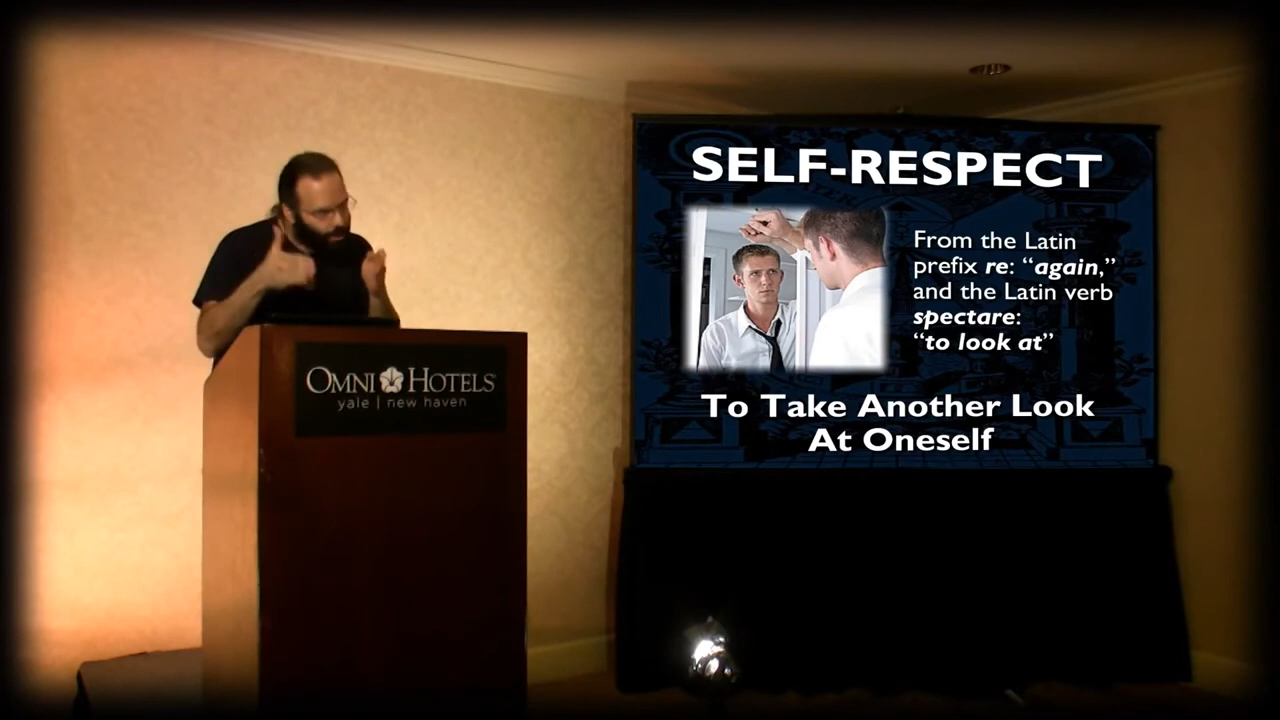 OMNI HOTELS
yale | new haven
SELF-RESPECT
From the Latin
prefix re: “again,”
and the Latin verb
spectare:
“to look at”
To Take Another Look
At Oneself